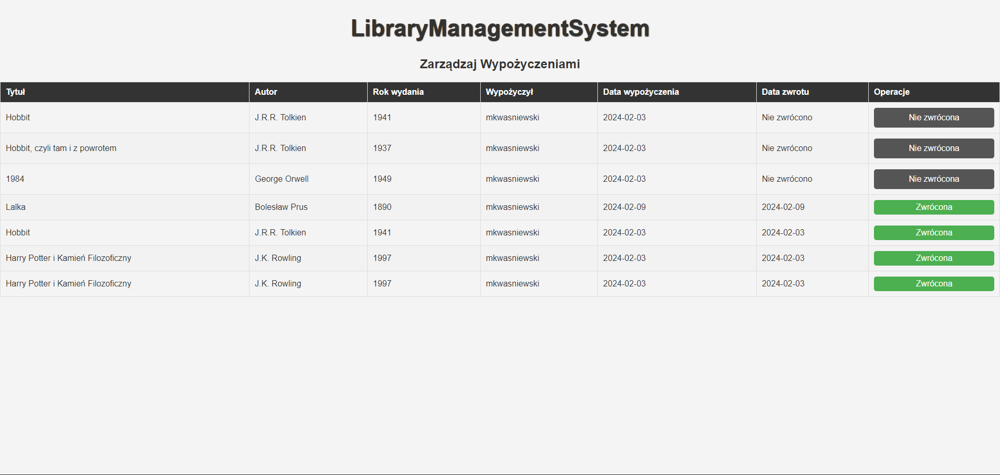 LibraryManagementSystem
Zarządzaj Wypożyczeniami
Tytuł Autor Rok wydania Wypożyczył Data wypożyczenia Data zwrotu Operacje
Hobbit J.R.R. Tolkien 1941 mkwasniewski 2024-02-03 Nie zwrócono Nie zwrócona
Hobbit, czyli tam i z powrotem J.R.R. Tolkien 1937 mkwasniewski 2024-02-03 Nie zwrócono Nie zwrócona
1984 George Orwell 1949 mkwasniewski 2024-02-03 Nie zwrócono Nie zwrócona
Lalka Bolesław Prus 1890 mkwasniewski 2024-02-09 2024-02-09 Zwrócona
Hobbit J.R.R. Tolkien 1941 mkwasniewski 2024-02-03 2024-02-03 Zwrócona
Harry Potter i Kamień Filozoficzny J.K. Rowling 1997 mkwasniewski 2024-02-03 2024-02-03 Zwrócona
Harry Potter i Kamień Filozoficzny J.K. Rowling 1997 mkwasniewski 2024-02-03 2024-02-03 Zwrócona